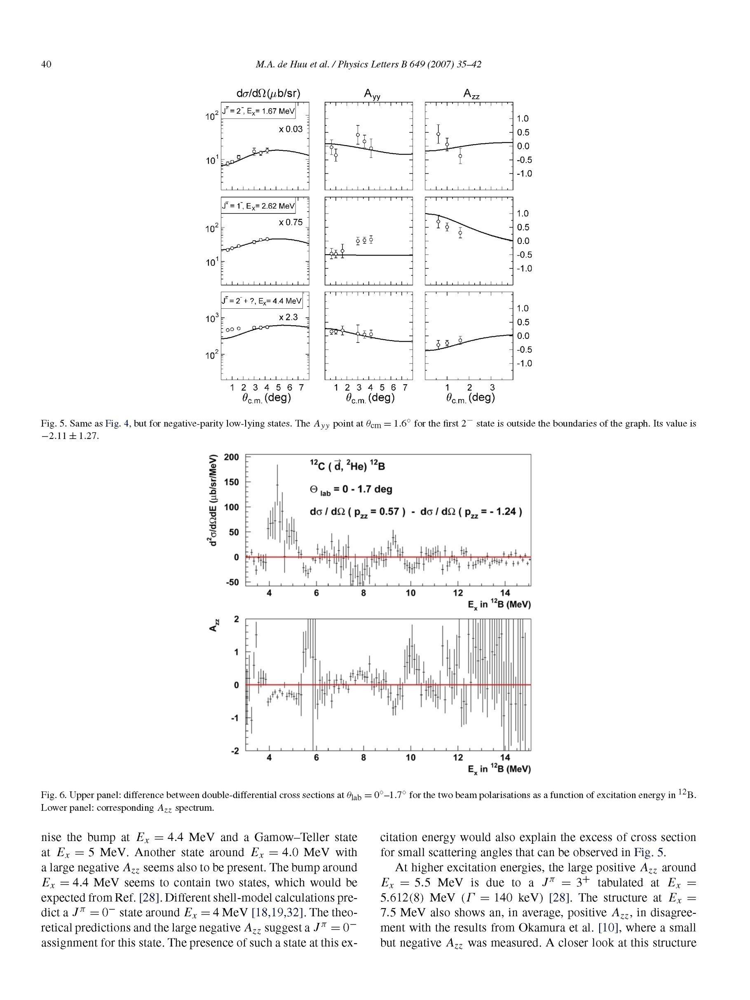 40
M.A. de Huu et al. / Physics Letters B 649 (2007) 35–42
dσ/dΩ(μb/sr) A_yy A_zz
J^π = 2^-, E_x= 1.67 MeV
x 0.03
10^2
10^1
1.0
0.5
0.0
-0.5
-1.0
J^π = 1^-, E_x= 2.62 MeV
x 0.75
10^2
10^1
1.0
0.5
0.0
-0.5
-1.0
J^π = 2^- + ?, E_x= 4.4 MeV
x 2.3
10^3
10^2
1.0
0.5
0.0
-0.5
-1.0
1 2 3 4 5 6 7 1 2 3 4 5 6 7 1 2 3
θ_c.m. (deg) θ_c.m. (deg) θ_c.m. (deg)
Fig. 5. Same as Fig. 4, but for negative-parity low-lying states. The A_yy point at θ_cm = 1.6° for the first 2^− state is outside the boundaries of the graph. Its value is
−2.11 ± 1.27.
d²σ/dΩdE (μb/sr/MeV)
200
150
100
50
0
-50
¹²C ( d⃗, ²He) ¹²B
Θ_lab = 0 - 1.7 deg
dσ / dΩ ( p_zz = 0.57 ) - dσ / dΩ ( p_zz = - 1.24 )
4 6 8 10 12 14
E_x in ¹²B (MeV)
A_zz
2
1
0
-1
-2
4 6 8 10 12 14
E_x in ¹²B (MeV)
Fig. 6. Upper panel: difference between double-differential cross sections at θ_lab = 0°–1.7° for the two beam polarisations as a function of excitation energy in ¹²B.
Lower panel: corresponding A_zz spectrum.
nise the bump at E_x = 4.4 MeV and a Gamow–Teller state
at E_x = 5 MeV. Another state around E_x = 4.0 MeV with
a large negative A_zz seems also to be present. The bump around
E_x = 4.4 MeV seems to contain two states, which would be
expected from Ref. [28]. Different shell-model calculations pre-
dict a J^π = 0^− state around E_x = 4 MeV [18,19,32]. The theo-
retical predictions and the large negative A_zz suggest a J^π = 0^−
assignment for this state. The presence of such a state at this ex-
citation energy would also explain the excess of cross section
for small scattering angles that can be observed in Fig. 5.
At higher excitation energies, the large positive A_zz around
E_x = 5.5 MeV is due to a J^π = 3^+ tabulated at E_x =
5.612(8) MeV (Γ = 140 keV) [28]. The structure at E_x =
7.5 MeV also shows an, in average, positive A_zz, in disagree-
ment with the results from Okamura et al. [10], where a small
but negative A_zz was measured. A closer look at this structure